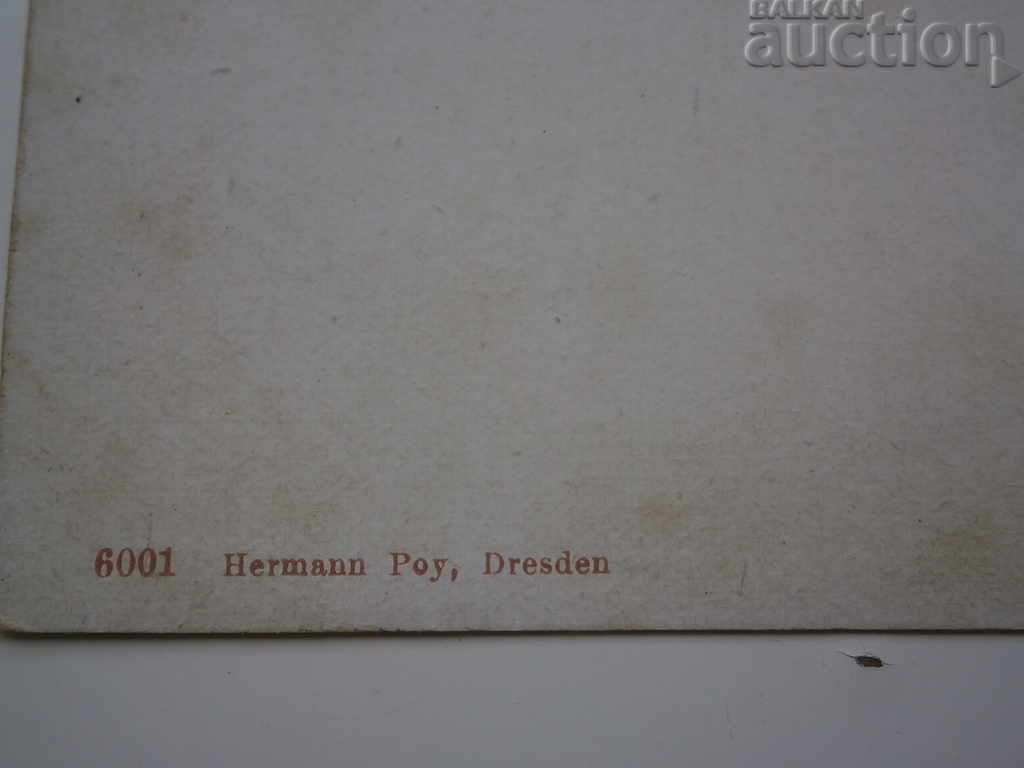 BALKAN
auction
6001 Hermann Poy, Dresden